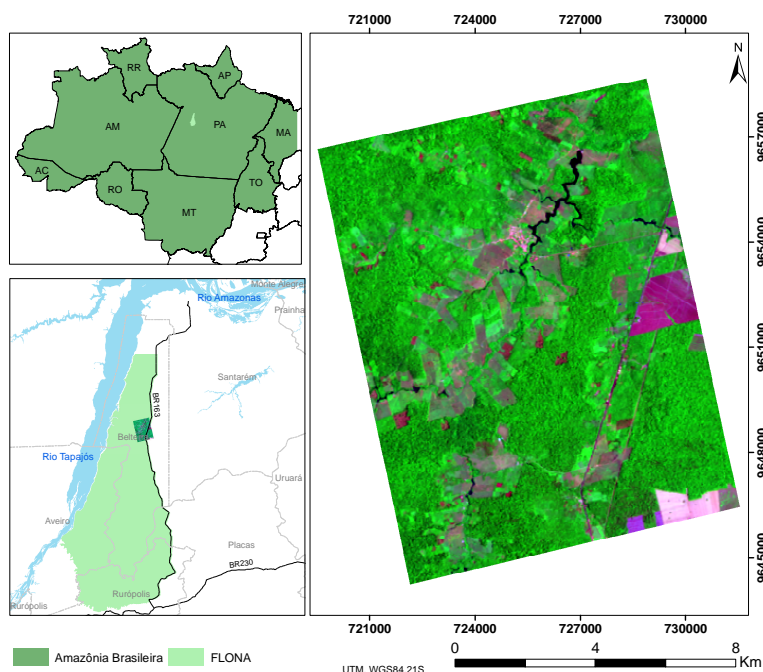 721000 724000 727000 730000
N
RR
AP
AM
PA
MA
AC
RO
TO
MT
9657000
9654000
9651000
9648000
9645000
Monte Alegre
Rio Amazonas
Prainha
Santarém
BR163
Belterra
Rio Tapajós
Uruará
Aveiro
Placas
BR230
Rurópolis
Rurópolis
721000 724000 727000 730000
Amazônia Brasileira
FLONA
0 4 8
Km
UTM WGS84 21S